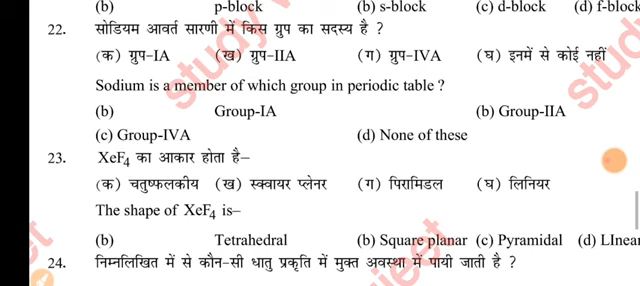 (b) p-block (b) s-block (c) d-block (d) f-block
22. सोडियम आवर्त सारणी में किस ग्रुप का सदस्य है ?
(क) ग्रुप-IA (ख) ग्रुप-IIA (ग) ग्रुप-IVA (घ) इनमें से कोई नहीं
Sodium is a member of which group in periodic table ?
(b) Group-IA (b) Group-IIA
(c) Group-IVA (d) None of these
23. XeF4 का आकार होता है–
(क) चतुष्फलकीय (ख) स्क्वायर प्लेनर (ग) पिरामिडल (घ) लिनियर
The shape of XeF4 is–
(b) Tetrahedral (b) Square planar (c) Pyramidal (d) LInea
24. निम्नलिखित में से कौन-सी धातु प्रकृति में मुक्त अवस्था में पायी जाती है ?